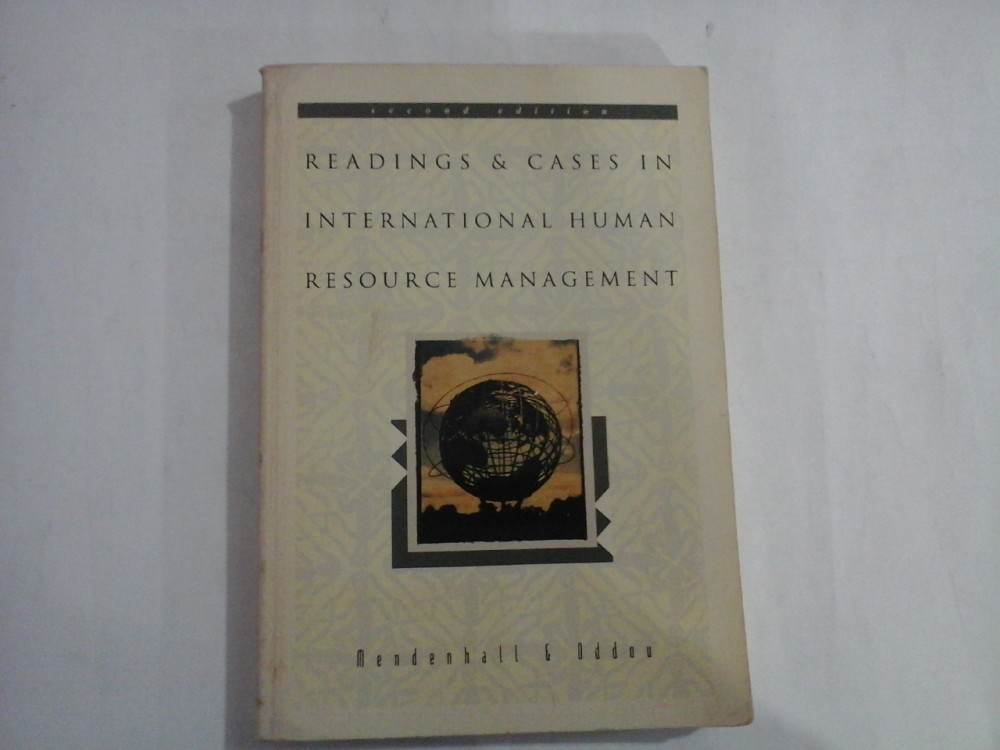 second edition
READINGS & CASES IN
INTERNATIONAL HUMAN
RESOURCE MANAGEMENT
Mendenhall & Oddou